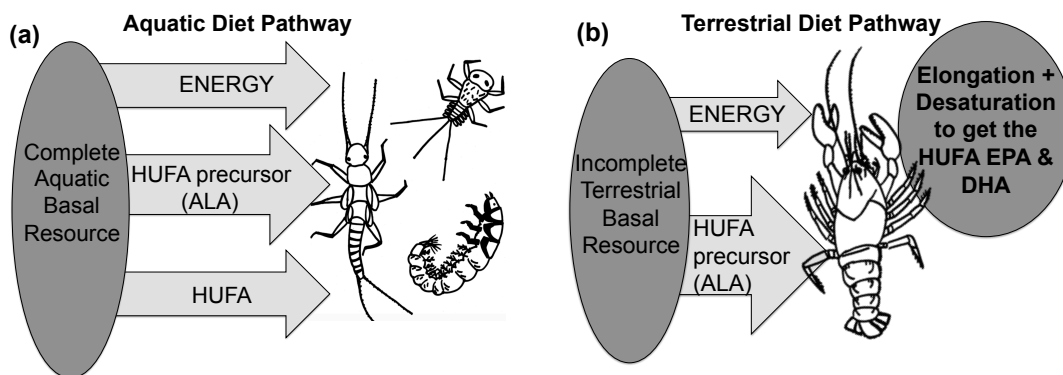 (a)
Aquatic Diet Pathway
Complete
Aquatic
Basal
Resource
ENERGY
HUFA precursor
(ALA)
HUFA
(b)
Terrestrial Diet Pathway
Incomplete
Terrestrial
Basal
Resource
ENERGY
HUFA
precursor
(ALA)
Elongation +
Desaturation
to get the
HUFA EPA &
DHA